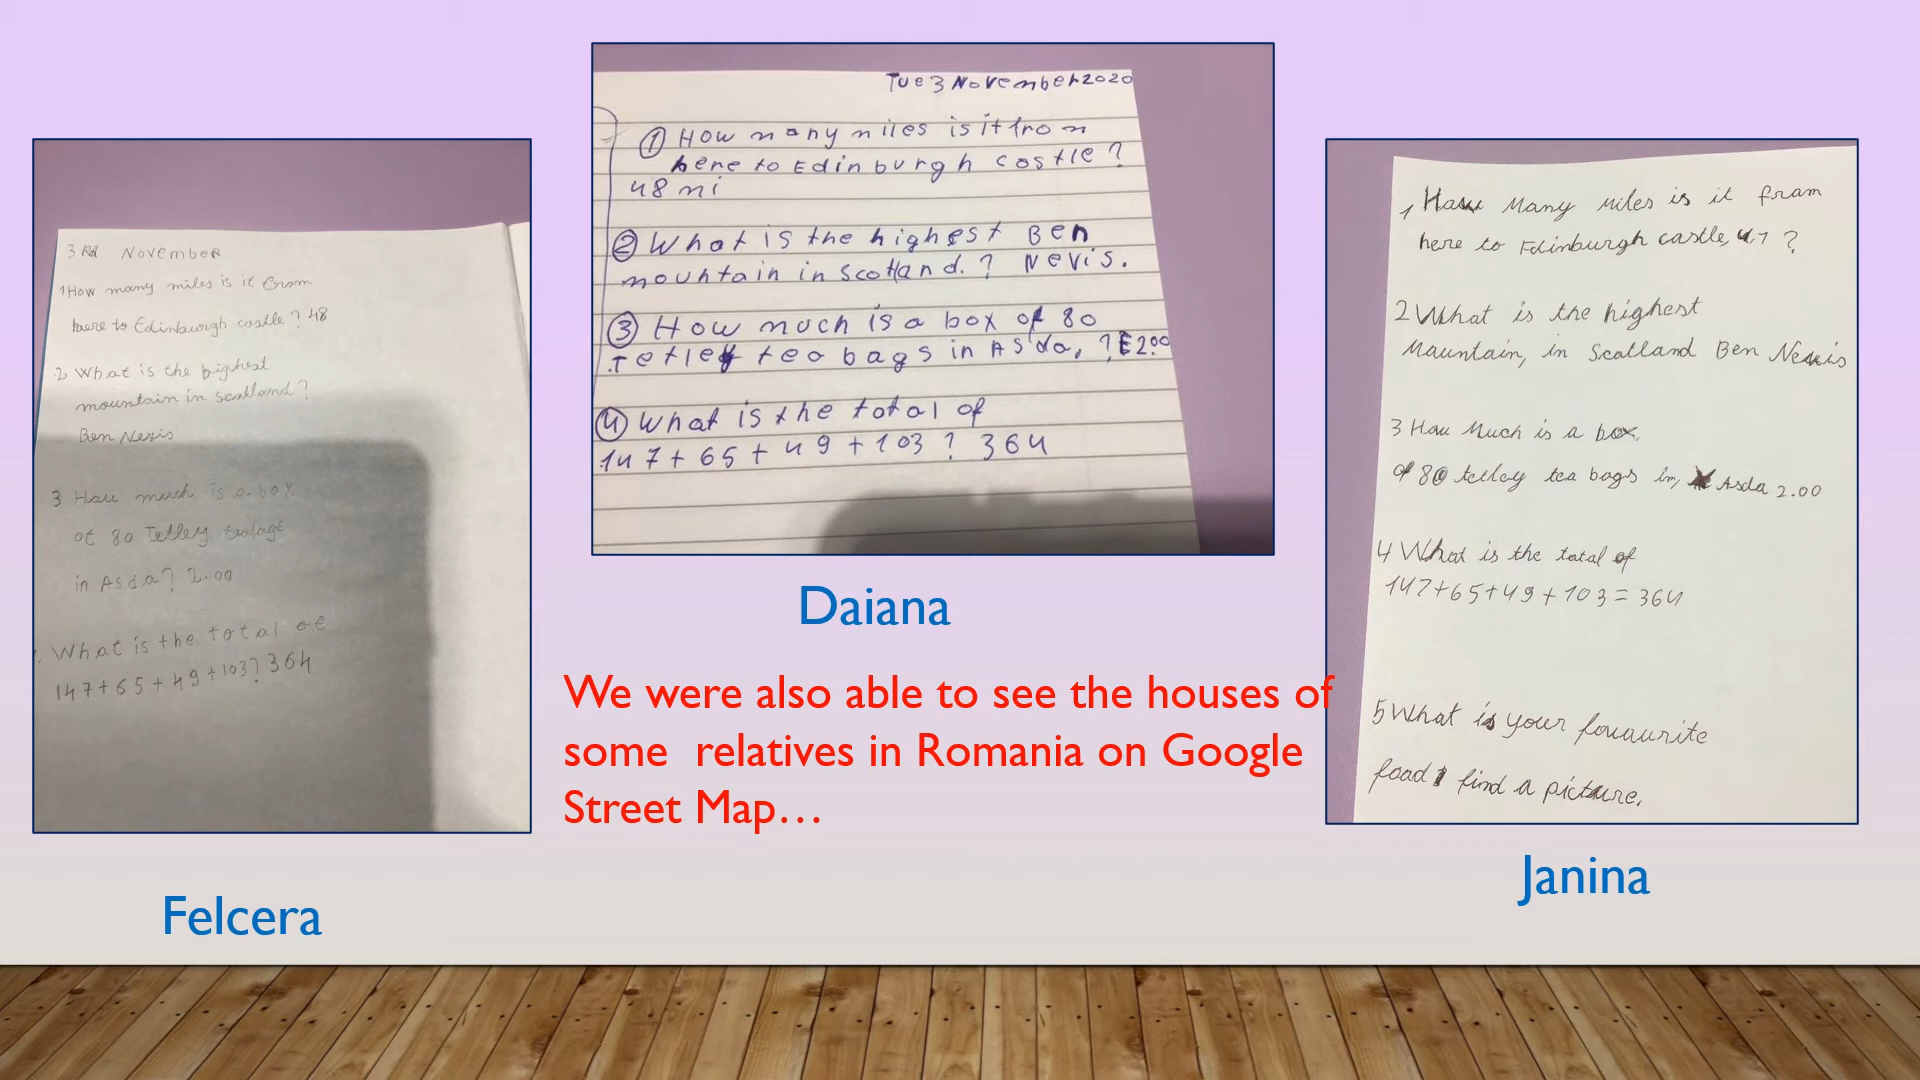 3Rd November
1 How many miles is it from
here to Edinburgh castle? 48
2 What is the highest
mountain in scotland?
Ben Nevis
3 How much is a box
of 80 Tetley
in Asda? 2.00
What is the total of
147+65+49+103? 364
Felcera
Tue 3 November 2020
① How many miles is it from
here to Edinburgh costle?
48 mi
② What is the highest Ben
mountain in scotland.? Nevis.
③ How much is a box of 80
Tetley tea bags in Asda, ? £2.00
④ What is the total of
147+65+49+103? 364
Daiana
We were also able to see the houses of
some relatives in Romania on Google
Street Map...
1 How Many miles is it from
here to Edinburgh castle, 47?
2 What is the highest
Mountain, in Scotland Ben Nevis
3 How Much is a box,
of 80 tetley tea bags in, Asda 2.00
4 What is the total of
147+65+49+103=364
5 What is your fovaurite
food find a picture.
Janina